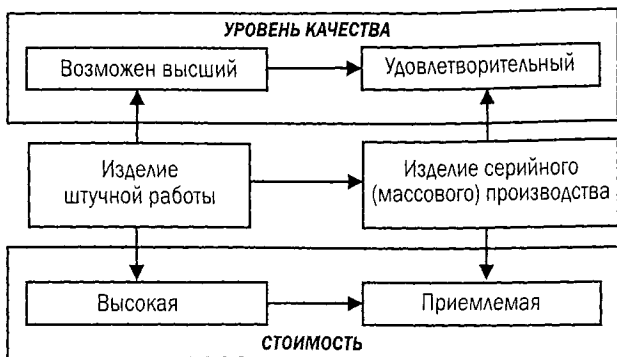 УРОВЕНЬ КАЧЕСТВА
Возможен высший
Удовлетворительный
Изделие
штучной работы
Изделие серийного
(массового) производства
Высокая
Приемлемая
СТОИМОСТЬ